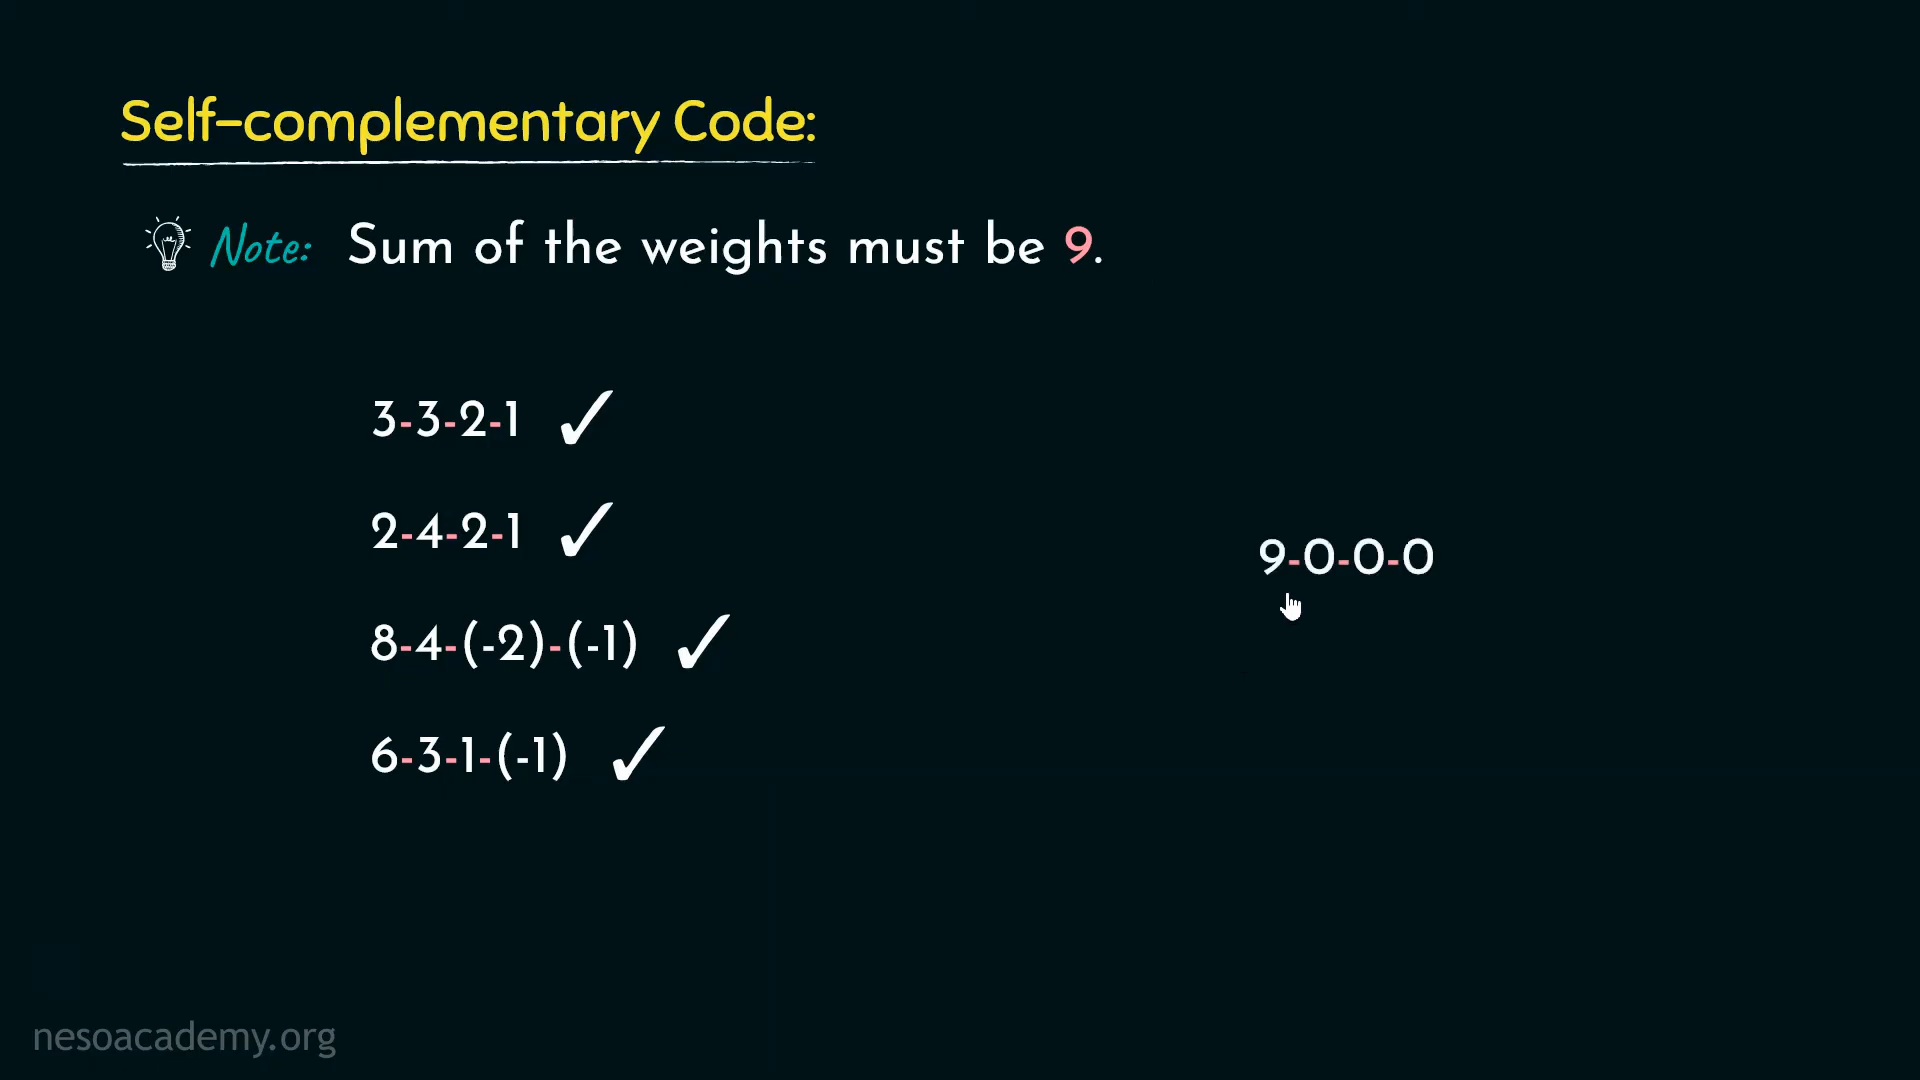 Self-complementary Code:
Note: Sum of the weights must be 9.
3-3-2-1 ✓
2-4-2-1 ✓
8-4-(-2)-(-1) ✓
6-3-1-(-1) ✓
9-0-0-0
nesoacademy.org